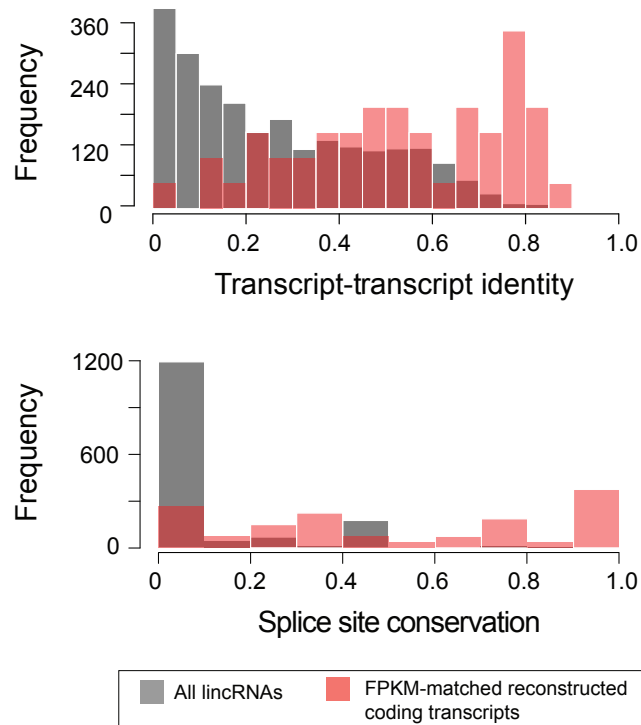 360
240
120
0
Frequency
0 0.2 0.4 0.6 0.8 1.0
Transcript-transcript identity
1200
600
0
Frequency
0 0.2 0.4 0.6 0.8 1.0
Splice site conservation
All lincRNAs
FPKM-matched reconstructed
coding transcripts